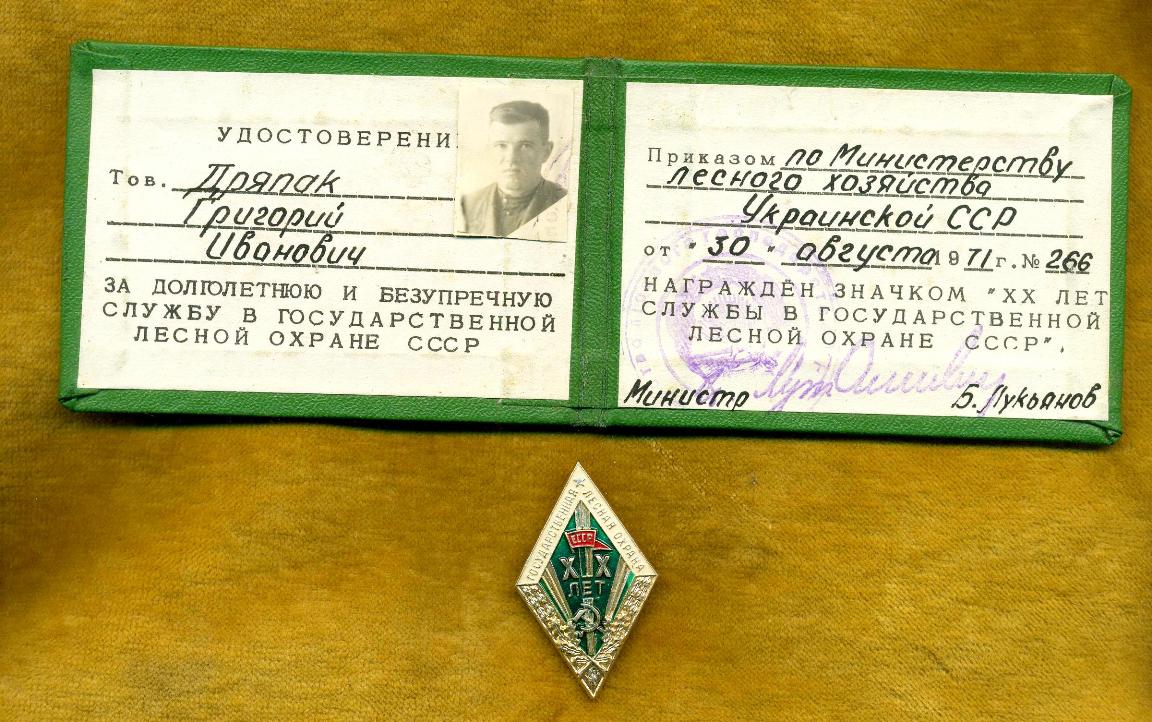 УДОСТОВЕРЕНИ
Тов. Дряпак
Григорий
Иванович
ЗА ДОЛГОЛЕТНЮЮ И БЕЗУПРЕЧНУЮ
СЛУЖБУ В ГОСУДАРСТВЕННОЙ
ЛЕСНОЙ ОХРАНЕ СССР
Приказом по Министерству
лесного хозяйства
Украинской ССР
от "30" августа 1971 г. № 266
НАГРАЖДЁН ЗНАЧКОМ "XX ЛЕТ
СЛУЖБЫ В ГОСУДАРСТВЕННОЙ
ЛЕСНОЙ ОХРАНЕ СССР".
Министр Б. Лукьянов
ГОСУДАРСТВЕННАЯ ЛЕСНАЯ ОХРАНА
СССР
XX
ЛЕТ